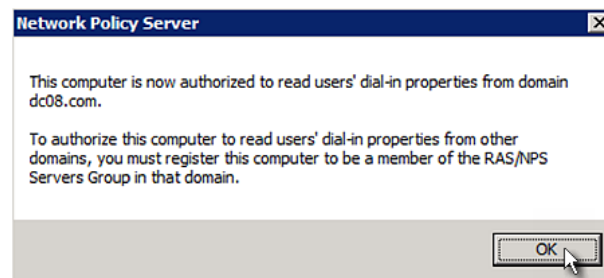 Network Policy Server
This computer is now authorized to read users' dial-in properties from domain
dc08.com.
To authorize this computer to read users' dial-in properties from other
domains, you must register this computer to be a member of the RAS/NPS
Servers Group in that domain.
OK